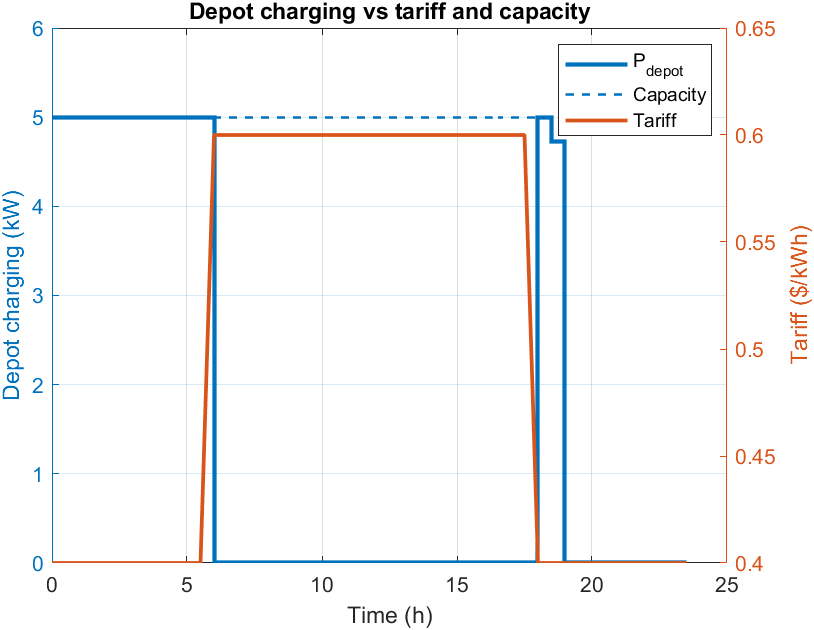 Depot charging vs tariff and capacity
6
5
4
3
2
1
0
Depot charging (kW)
0.65
0.6
0.55
0.5
0.45
0.4
Tariff ($/kWh)
P_depot
Capacity
Tariff
0 5 10 15 20 25
Time (h)